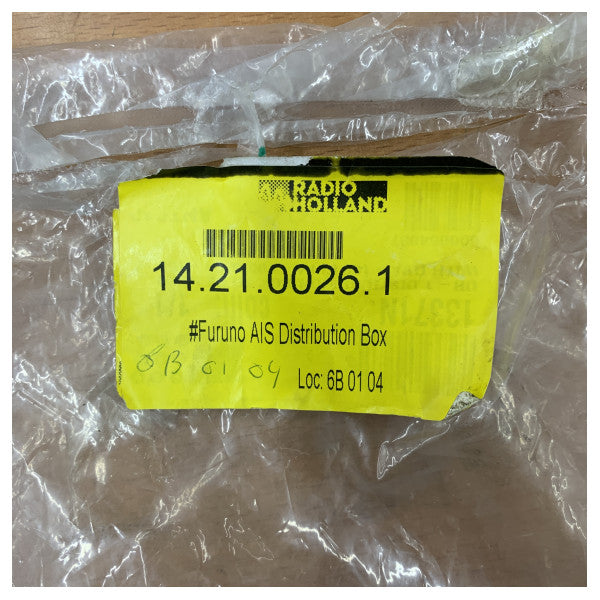 RADIO
HOLLAND
14.21.0026.1
#Furuno AIS Distribution Box
6B 01 04
Loc: 6B 01 04